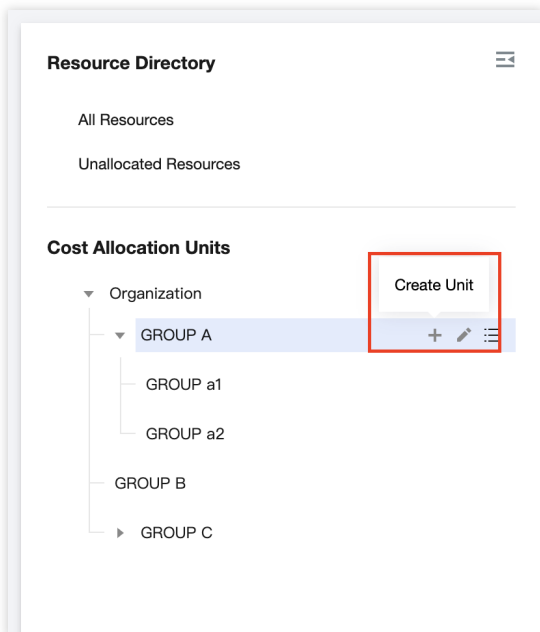 Resource Directory
All Resources
Unallocated Resources
Cost Allocation Units
Create Unit
Organization
GROUP A
GROUP a1
GROUP a2
GROUP B
GROUP C